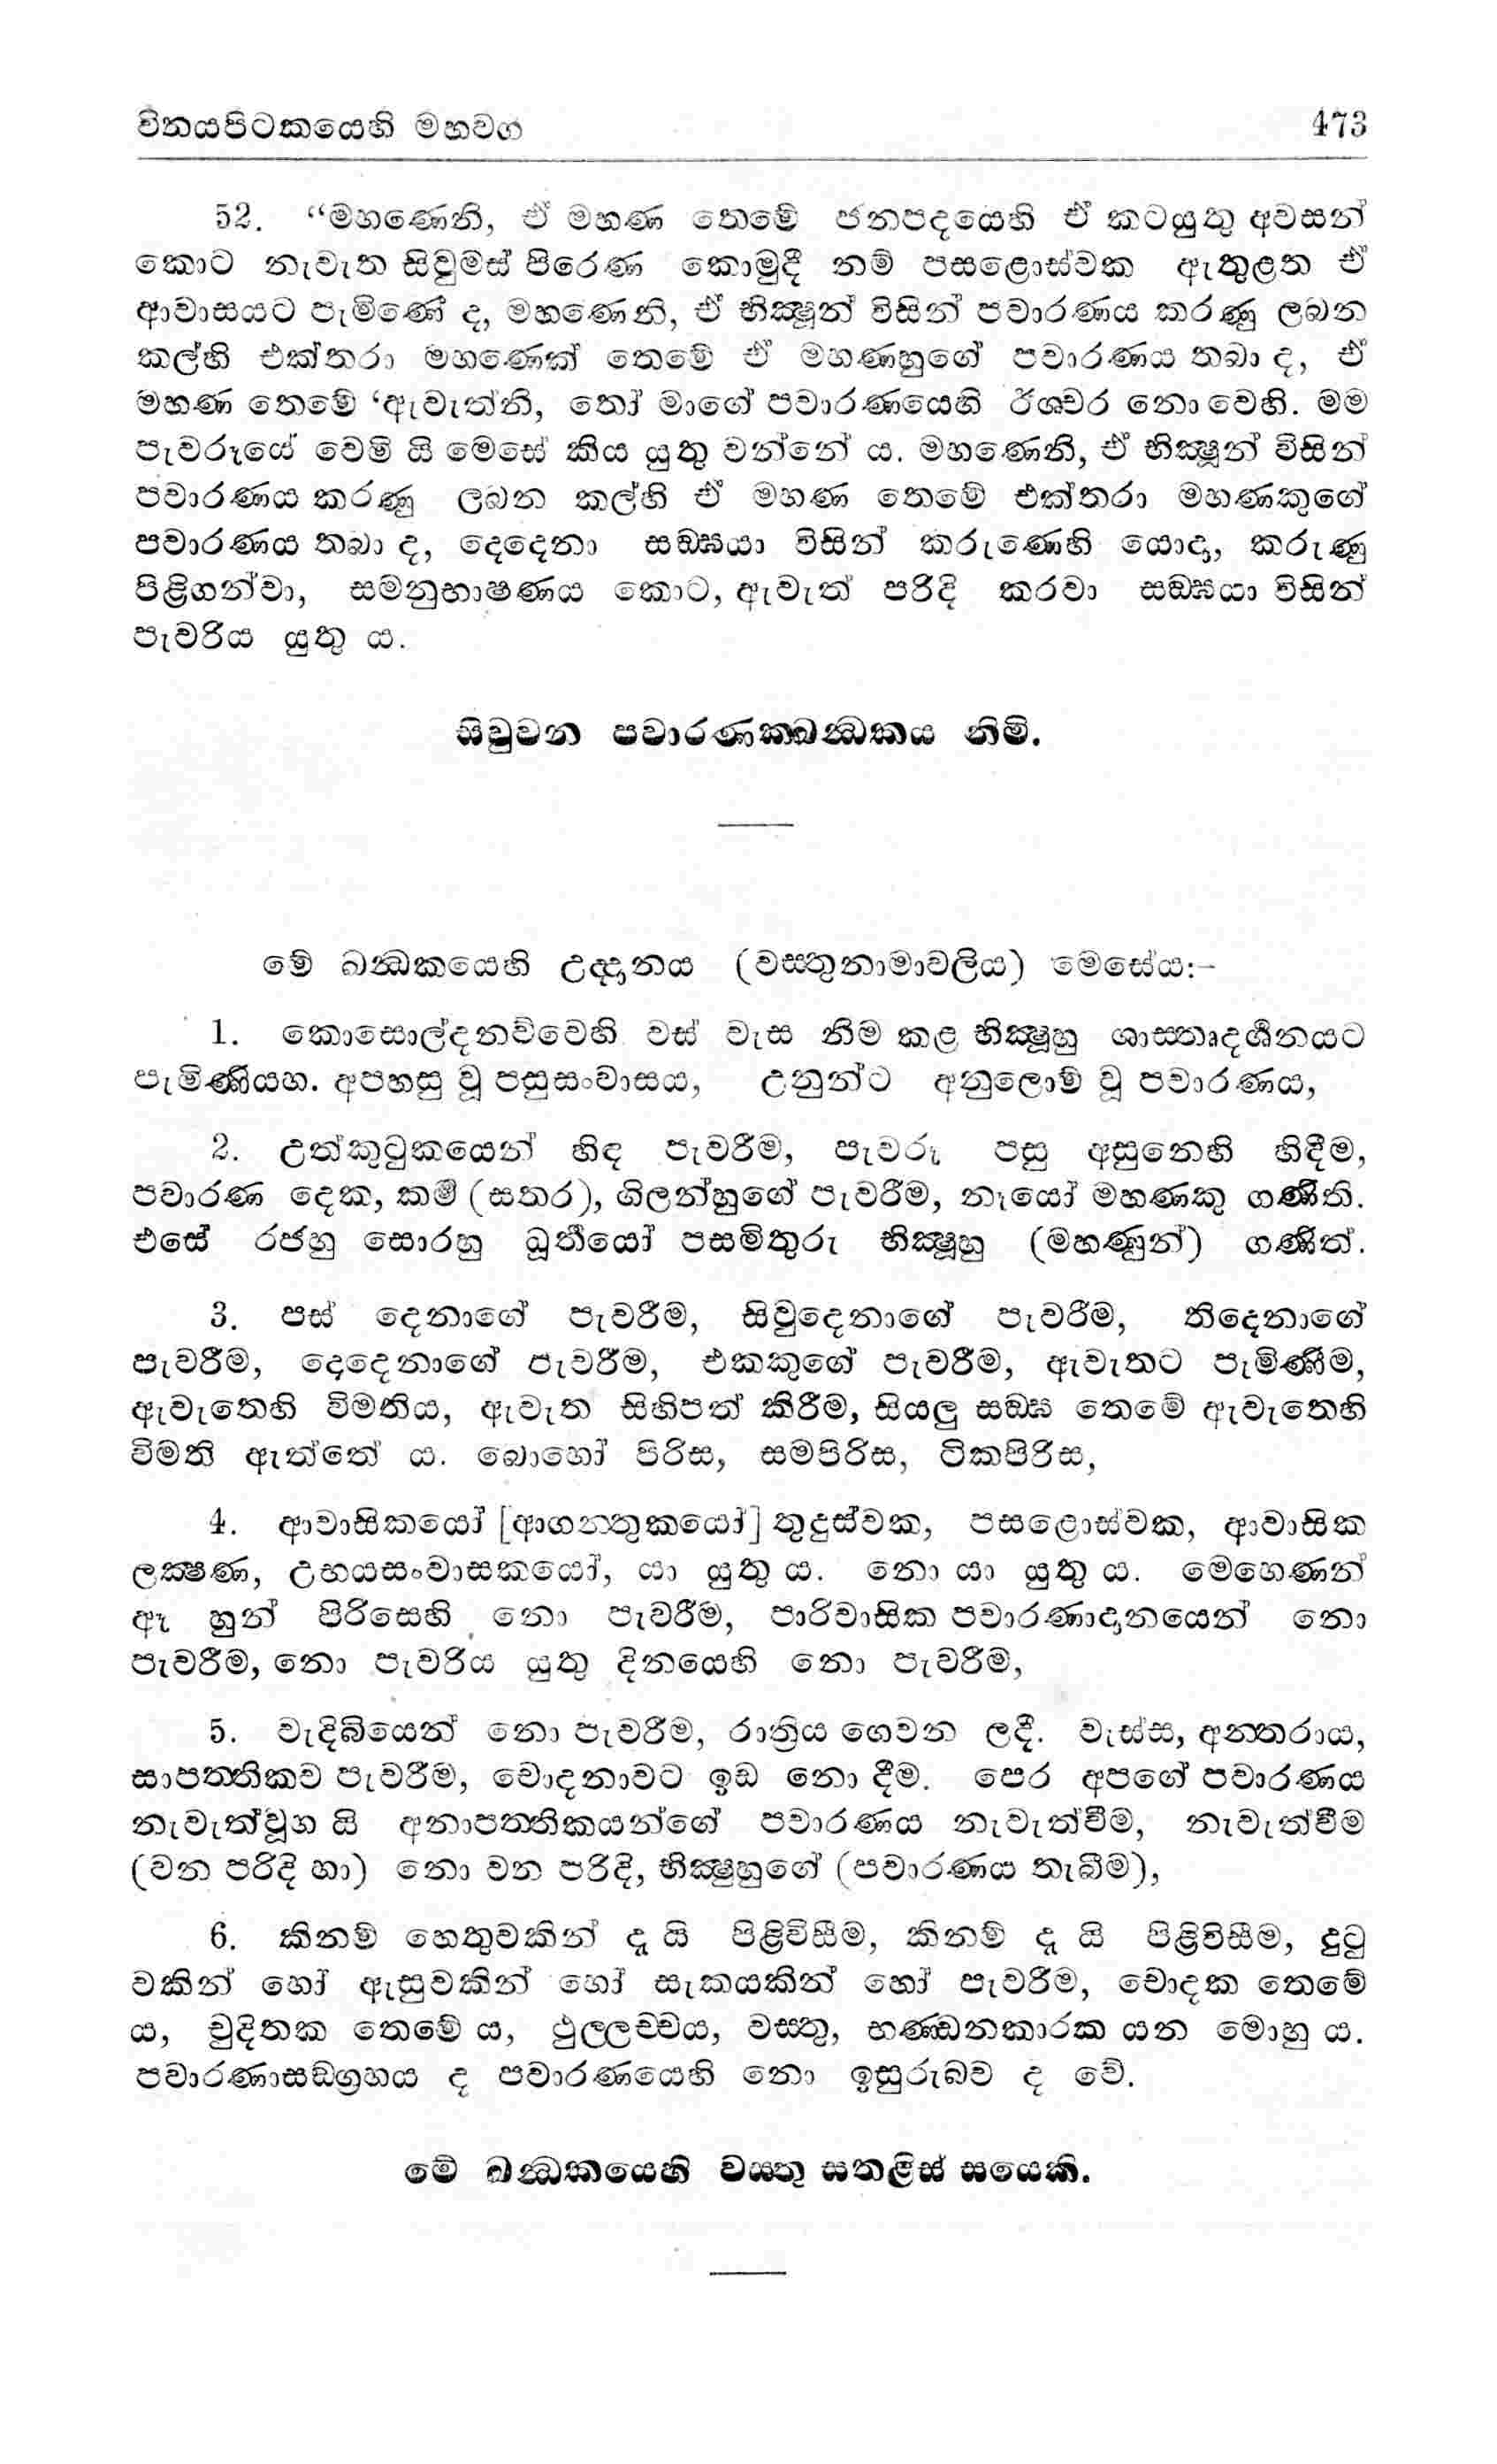 විනයපිටකයෙහි මහවග 473
52. “මහණෙනි, ඒ මහණ තෙමේ ජනපදයෙහි ඒ කටයුතු අවසන්
කොට නැවැත සිවුමස් පිරෙණ කොමුදී නම් පසළොස්වක ඇතුළත ඒ
ආවාසයට පැමිණේ ද, මහණෙනි, ඒ භික්‍ෂූන් විසින් පවාරණය කරණු ලබන
කල්හි එක්තරා මහණෙක් තෙමේ ඒ මහණහුගේ පවාරණය තබා ද, ඒ
මහණ තෙමේ ‘ඇවැත්නි, තෝ මාගේ පවාරණයෙහි ඊශ්‍වර නො වෙහි. මම
පැවරූයේ වෙමි යි මෙසේ කිය යුතු වන්නේ ය. මහණෙනි, ඒ භික්‍ෂූන් විසින්
පවාරණය කරණු ලබන කල්හි ඒ මහණ තෙමේ එක්තරා මහණකුගේ
පවාරණය තබා ද, දෙදෙනා සඞ්ඝයා විසින් කරුණෙහි යොදා, කරුණු
පිළිගන්වා, සමනුභාෂණය කොට, ඇවැත් පරිදි කරවා සඞ්ඝයා විසින්
පැවරිය යුතු ය.
සිවුවන පවාරණක්ඛන්‍ධකය නිමි.
මේ ඛන්‍ධකයෙහි උද්‍දානය (වස්තුනාමාවලිය) මෙසේය:–
1. කොසොල්දනව්වෙහි වස් වැස නිම කළ භික්‍ෂූහු ශාස්තෘදර්‍ශනයට
පැමිණියහ. අපහසු වූ පසුසංවාසය, උනුන්ට අනුලොම් වූ පවාරණය,
2. උත්කුටුකයෙන් හිඳ පැවරීම, පැවරූ පසු අසුනෙහි හිඳීම,
පවාරණ දෙක, කර්‍ම (සතර), ගිලන්හුගේ පැවරීම, නෑයෝ මහණකු ගණිති.
එසේ රජහු සොරහු ධූර්‍තයෝ පසමිතුරු භික්‍ෂූහු (මහණුන්) ගණිත්.
3. පස් දෙනාගේ පැවරීම, සිවුදෙනාගේ පැවරීම, තිදෙනාගේ
පැවරීම, දෙදෙනාගේ පැවරීම, එකකුගේ පැවරීම, ඇවැතට පැමිණීම,
ඇවැතෙහි විමතිය, ඇවැත සිහිපත් කිරීම, සියලු සඞ්ඝ තෙමේ ඇවැතෙහි
විමති ඇත්තේ ය. බොහෝ පිරිස, සමපිරිස, ටිකපිරිස,
4. ආවාසිකයෝ [ආගන්තුකයෝ] තුදුස්වක, පසළොස්වක, ආවාසික
ලක්‍ෂණ, උභයසංවාසකයෝ, යා යුතු ය. නො යා යුතු ය. මෙහෙණන්
ඈ හුන් පිරිසෙහි නො පැවරීම, පාරිවාසික පවාරණාදානයෙන් නො
පැවරීම, නො පැවරිය යුතු දිනයෙහි නො පැවරීම,
5. වැදිබියෙන් නො පැවරීම, රාත්‍රිය ගෙවන ලදී. වැස්ස, අන්තරාය,
සාපත්තිකව පැවරීම, චොදනාවට ඉඩ නො දීම. පෙර අපගේ පවාරණය
නැවැත්වූහ යි අනාපත්තිකයන්ගේ පවාරණය නැවැත්වීම, නැවැත්වීම
(වන පරිදි හා) නො වන පරිදි, භික්‍ෂුහුගේ (පවාරණය තැබීම),
6. කිනම් හෙතුවකින් දැ යි පිළිවිසීම, කිනම් දැ යි පිළිවිසීම, දුටු
වකින් හෝ ඇසුවකින් හෝ සැකයකින් හෝ පැවරීම, චොදක තෙමේ
ය, චුදිතක තෙමේ ය, ථුල්ලච්චය, වස්තු, භණ්ඩනකාරක යන මොහු ය.
පවාරණාසඞ්ග්‍රහය ද පවාරණයෙහි නො ඉසුරුබව ද වේ.
මේ ඛන්‍ධකයෙහි වස්තු සතළිස් සයෙකි.